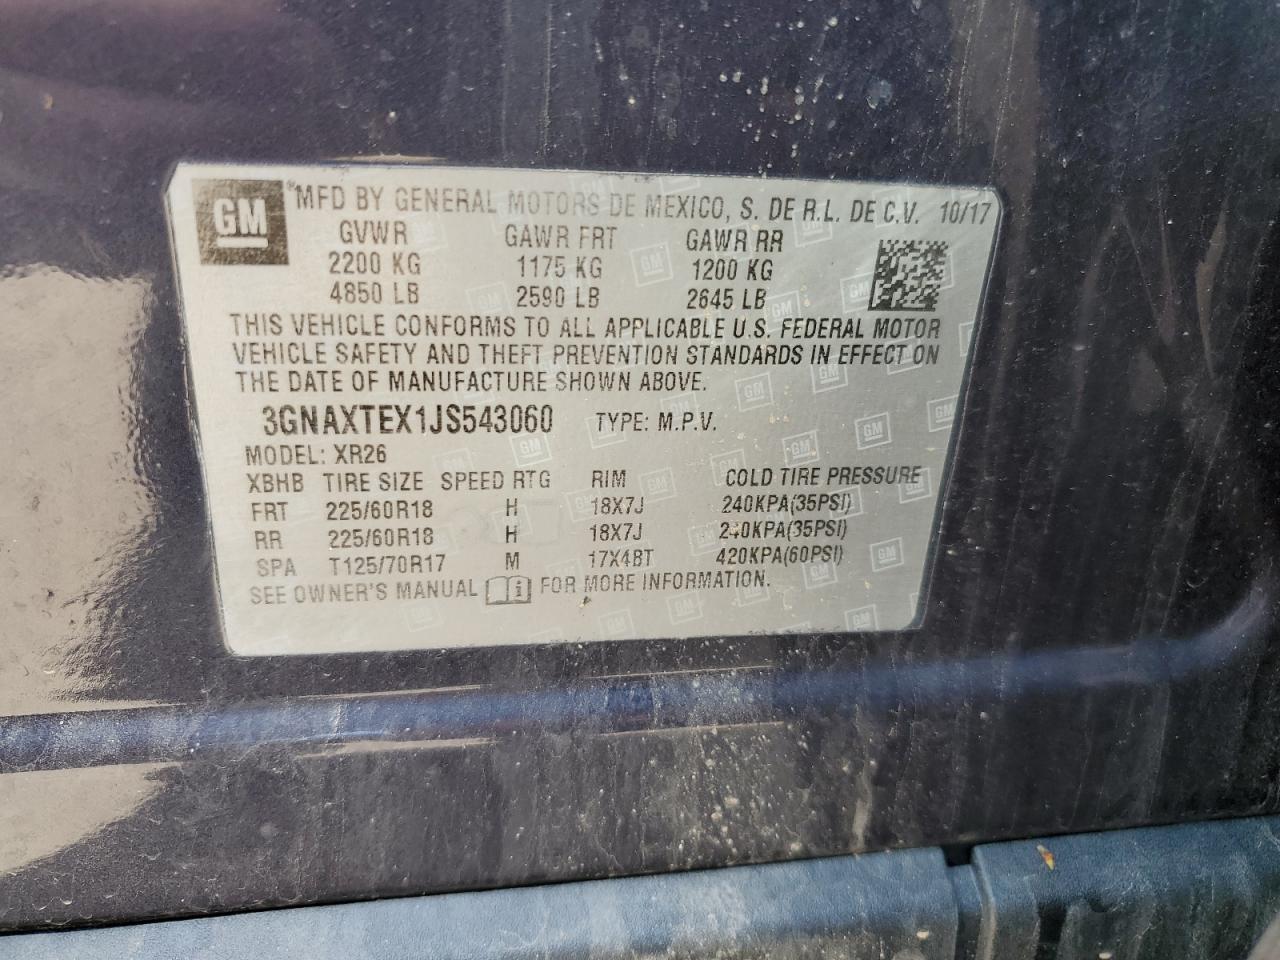 GM ® MFD BY GENERAL MOTORS DE MEXICO, S. DE R.L. DE C.V. 10/17
GVWR GAWR FRT GAWR RR
2200 KG 1175 KG 1200 KG
4850 LB 2590 LB 2645 LB
THIS VEHICLE CONFORMS TO ALL APPLICABLE U.S. FEDERAL MOTOR
VEHICLE SAFETY AND THEFT PREVENTION STANDARDS IN EFFECT ON
THE DATE OF MANUFACTURE SHOWN ABOVE.
3GNAXTEX1JS543060 TYPE: M.P.V.
MODEL: XR26
XBHB TIRE SIZE SPEED RTG RIM COLD TIRE PRESSURE
FRT 225/60R18 H 18X7J 240KPA(35PSI)
RR 225/60R18 H 18X7J 240KPA(35PSI)
SPA T125/70R17 M 17X4BT 420KPA(60PSI)
SEE OWNER'S MANUAL i FOR MORE INFORMATION.